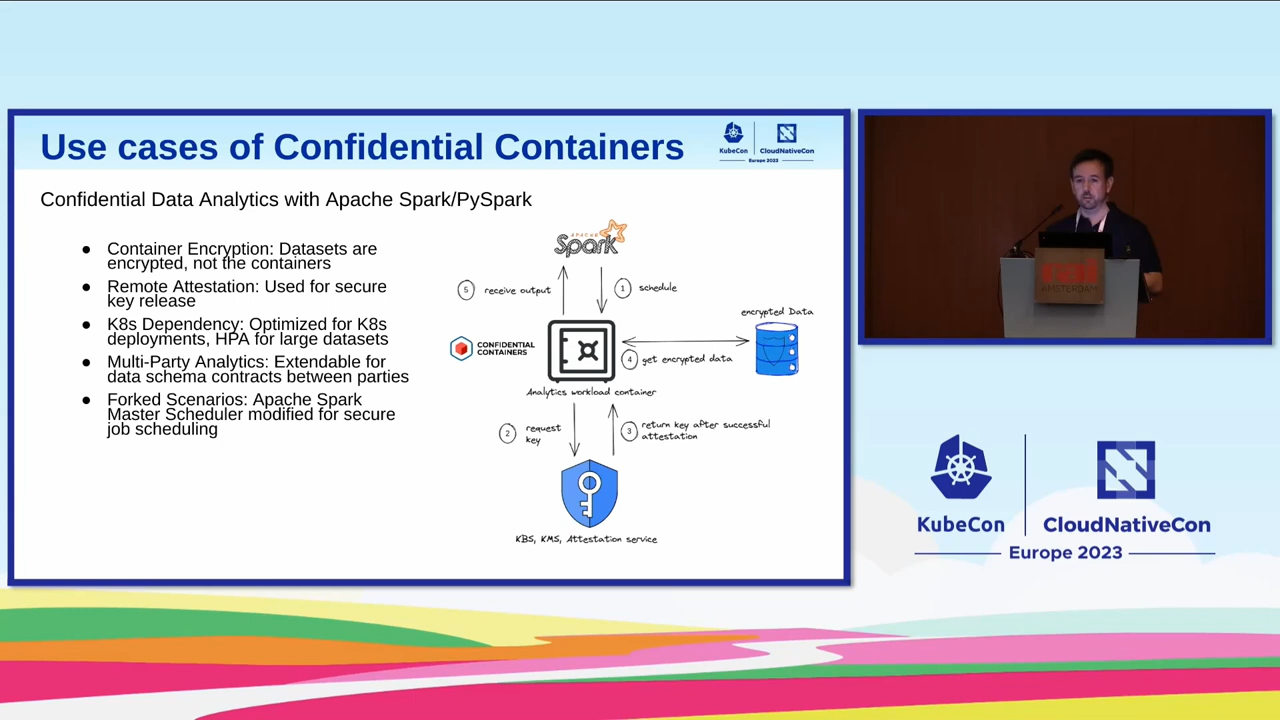 Use cases of Confidential Containers
KubeCon
CloudNativeCon
Europe 2023
Confidential Data Analytics with Apache Spark/PySpark
● Container Encryption: Datasets are
encrypted, not the containers
● Remote Attestation: Used for secure
key release
● K8s Dependency: Optimized for K8s
deployments, HPA for large datasets
● Multi-Party Analytics: Extendable for
data schema contracts between parties
● Forked Scenarios: Apache Spark
Master Scheduler modified for secure
job scheduling
APACHE
Spark
5 receive output
1 schedule
encrypted Data
CONFIDENTIAL
CONTAINERS
4 get encrypted data
Analytics workload container
2 request
key
3 return key after successful
attestation
KBS, KMS, Attestation service
rai
AMSTERDAM
KubeCon
CloudNativeCon
Europe 2023